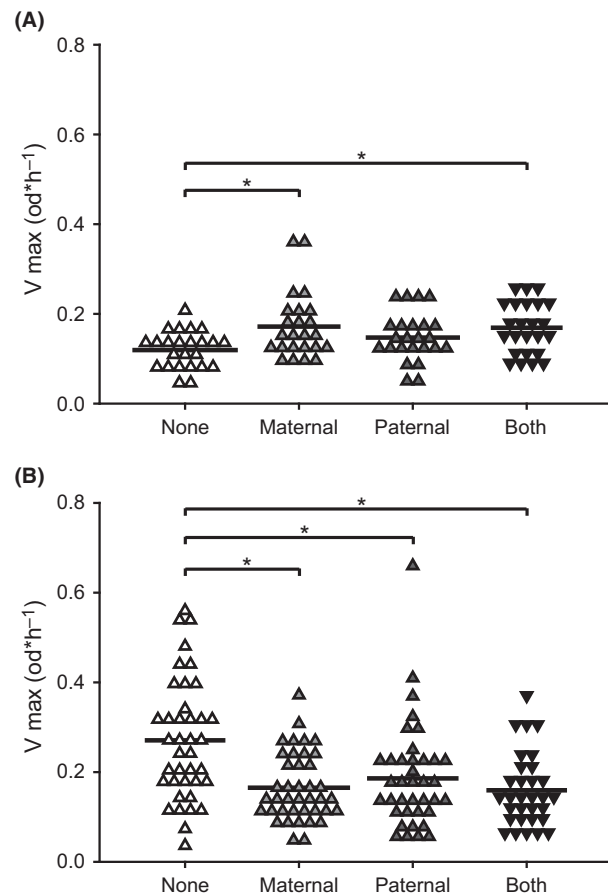 (A)
0.8
0.6
0.4
0.2
0.0
V max (od*h⁻¹)
*
*
None Maternal Paternal Both
(B)
0.8
0.6
0.4
0.2
0.0
V max (od*h⁻¹)
*
*
*
None Maternal Paternal Both